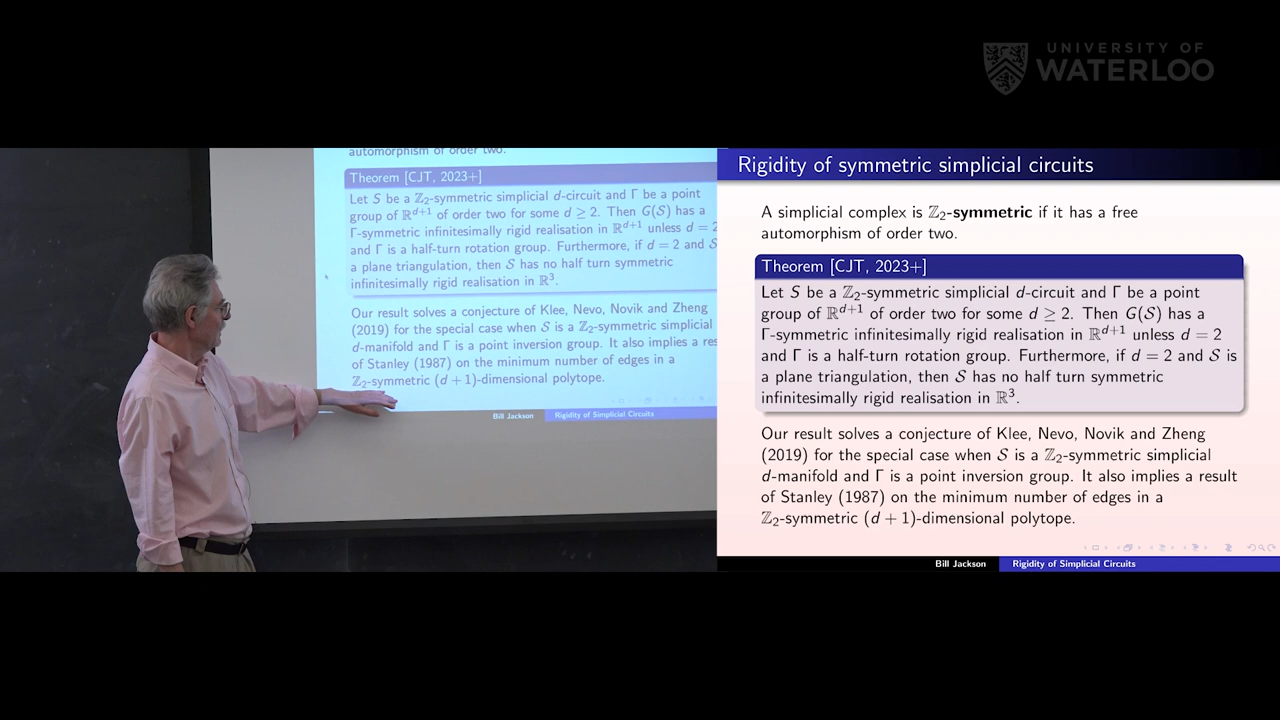 UNIVERSITY OF
WATERLOO
automorphism of order two.
Theorem [CJT, 2023+]
Let S be a ℤ₂-symmetric simplicial d-circuit and Γ be a point
group of ℝᵈ⁺¹ of order two for some d ≥ 2. Then G(S) has a
Γ-symmetric infinitesimally rigid realisation in ℝᵈ⁺¹ unless d = 2
and Γ is a half-turn rotation group. Furthermore, if d = 2 and S
a plane triangulation, then S has no half turn symmetric
infinitesimally rigid realisation in ℝ³.
Our result solves a conjecture of Klee, Nevo, Novik and Zheng
(2019) for the special case when S is a ℤ₂-symmetric simplicial
d-manifold and Γ is a point inversion group. It also implies a res
of Stanley (1987) on the minimum number of edges in a
ℤ₂-symmetric (d + 1)-dimensional polytope.
Bill Jackson Rigidity of Simplicial Circuits
Rigidity of symmetric simplicial circuits
A simplicial complex is ℤ₂-symmetric if it has a free
automorphism of order two.
Theorem [CJT, 2023+]
Let S be a ℤ₂-symmetric simplicial d-circuit and Γ be a point
group of ℝᵈ⁺¹ of order two for some d ≥ 2. Then G(S) has a
Γ-symmetric infinitesimally rigid realisation in ℝᵈ⁺¹ unless d = 2
and Γ is a half-turn rotation group. Furthermore, if d = 2 and S is
a plane triangulation, then S has no half turn symmetric
infinitesimally rigid realisation in ℝ³.
Our result solves a conjecture of Klee, Nevo, Novik and Zheng
(2019) for the special case when S is a ℤ₂-symmetric simplicial
d-manifold and Γ is a point inversion group. It also implies a result
of Stanley (1987) on the minimum number of edges in a
ℤ₂-symmetric (d + 1)-dimensional polytope.
Bill Jackson Rigidity of Simplicial Circuits